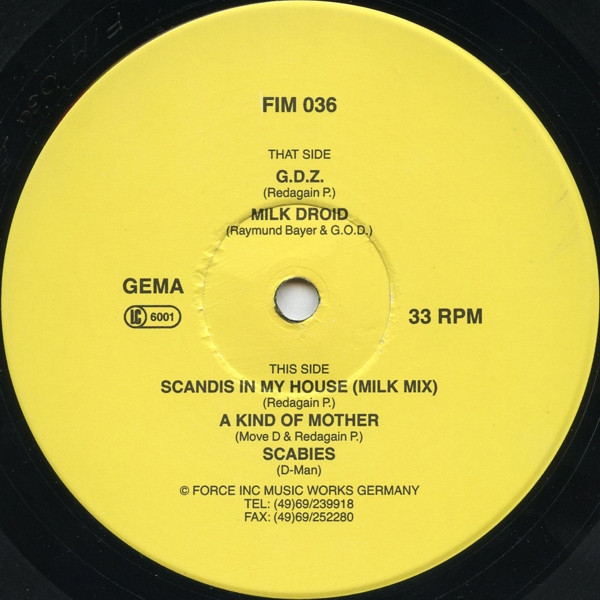 FIM 036
THAT SIDE
G.D.Z.
(Redagain P.)
MILK DROID
(Raymund Bayer & G.O.D.)
GEMA
LC 6001
33 RPM
THIS SIDE
SCANDIS IN MY HOUSE (MILK MIX)
(Redagain P.)
A KIND OF MOTHER
(Move D & Redagain P.)
SCABIES
(D-Man)
© FORCE INC MUSIC WORKS GERMANY
TEL: (49)69/239918
FAX: (49)69/252280